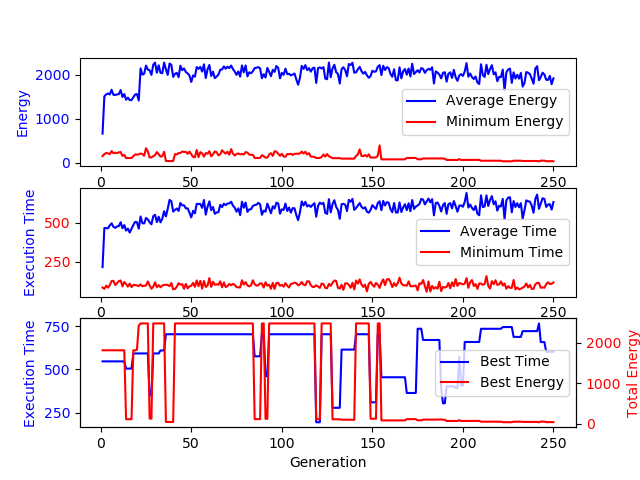 2000
1000
0
Energy
Average Energy
Minimum Energy
0 50 100 150 200 250
500
250
Execution Time
Average Time
Minimum Time
0 50 100 150 200 250
750
500
250
Execution Time
Best Time
Best Energy
2000
1000
0
Total Energy
0 50 100 150 200 250
Generation